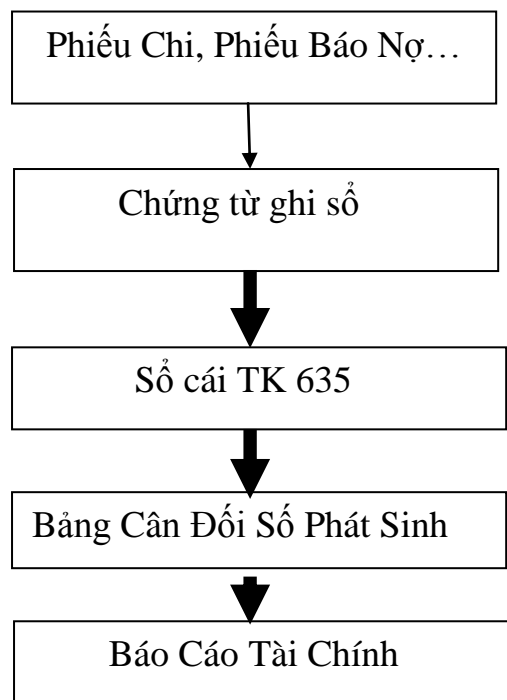 Phiếu Chi, Phiếu Báo Nợ…
Chứng từ ghi sổ
Sổ cái TK 635
Bảng Cân Đối Số Phát Sinh
Báo Cáo Tài Chính